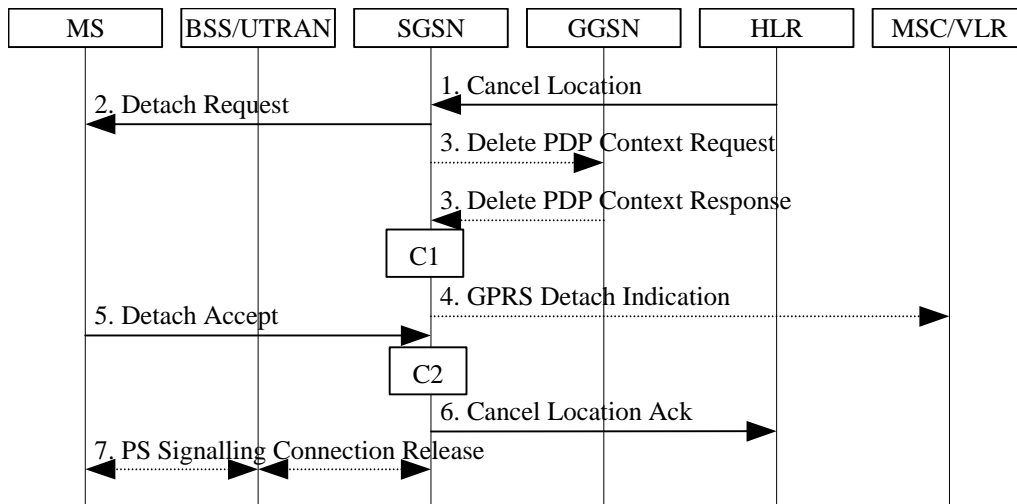 MS BSS/UTRAN SGSN GGSN HLR MSC/VLR
1. Cancel Location
2. Detach Request
3. Delete PDP Context Request
3. Delete PDP Context Response
C1
4. GPRS Detach Indication
5. Detach Accept
C2
6. Cancel Location Ack
7. PS Signalling Connection Release